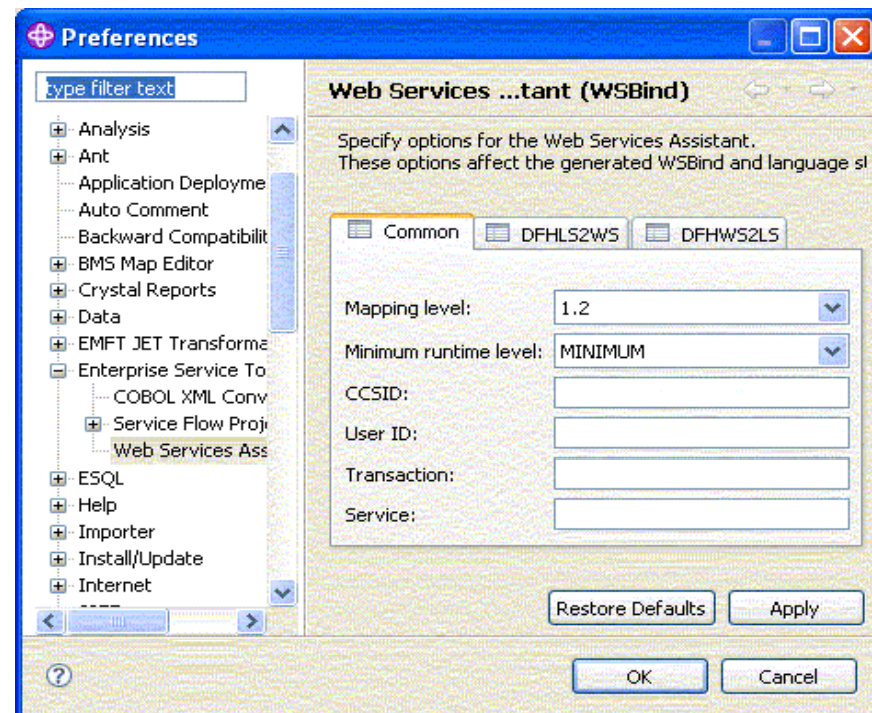 Preferences
type filter text
Analysis
Ant
Application Deployme
Auto Comment
Backward Compatibilit
BMS Map Editor
Crystal Reports
Data
EMFT JET Transforma
Enterprise Service To
COBOL XML Conv
Service Flow Proj
Web Services Ass
ESQL
Help
Importer
Install/Update
Internet
Web Services ...tant (WSBind)
Specify options for the Web Services Assistant.
These options affect the generated WSBind and language st
Common DFHLS2WS DFHWS2LS
Mapping level: 1.2
Minimum runtime level: MINIMUM
CCSID:
User ID:
Transaction:
Service:
Restore Defaults Apply
? OK Cancel